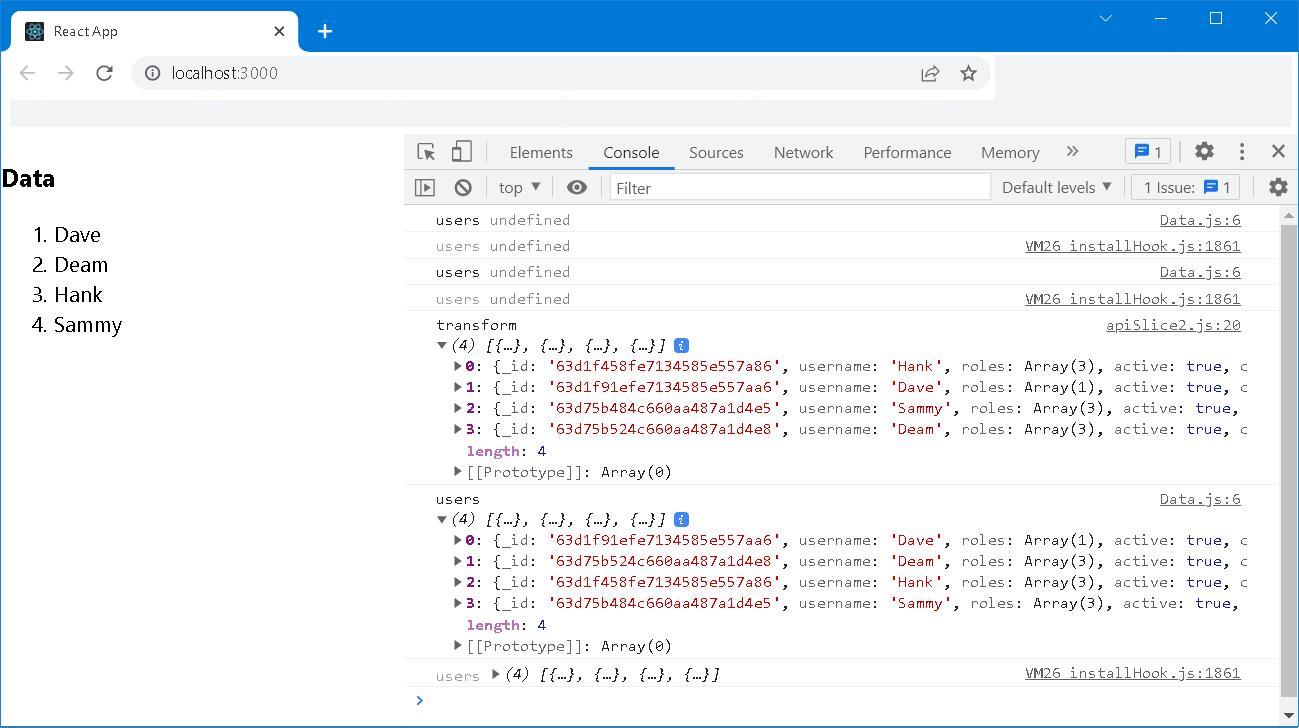 React App
localhost:3000
Data
1. Dave
2. Deam
3. Hank
4. Sammy
Elements Console Sources Network Performance Memory 1
top Filter Default levels 1 Issue: 1
users undefined Data.js:6
users undefined VM26 installHook.js:1861
users undefined Data.js:6
users undefined VM26 installHook.js:1861
transform apiSlice2.js:20
(4) [{…}, {…}, {…}, {…}] i
0: {_id: '63d1f458fe7134585e557a86', username: 'Hank', roles: Array(3), active: true, c
1: {_id: '63d1f91efe7134585e557aa6', username: 'Dave', roles: Array(1), active: true, c
2: {_id: '63d75b484c660aa487a1d4e5', username: 'Sammy', roles: Array(3), active: true,
3: {_id: '63d75b524c660aa487a1d4e8', username: 'Deam', roles: Array(3), active: true, c
length: 4
[[Prototype]]: Array(0)
users Data.js:6
(4) [{…}, {…}, {…}, {…}] i
0: {_id: '63d1f91efe7134585e557aa6', username: 'Dave', roles: Array(1), active: true, c
1: {_id: '63d75b524c660aa487a1d4e8', username: 'Deam', roles: Array(3), active: true, c
2: {_id: '63d1f458fe7134585e557a86', username: 'Hank', roles: Array(3), active: true, c
3: {_id: '63d75b484c660aa487a1d4e5', username: 'Sammy', roles: Array(3), active: true,
length: 4
[[Prototype]]: Array(0)
users (4) [{…}, {…}, {…}, {…}] VM26 installHook.js:1861